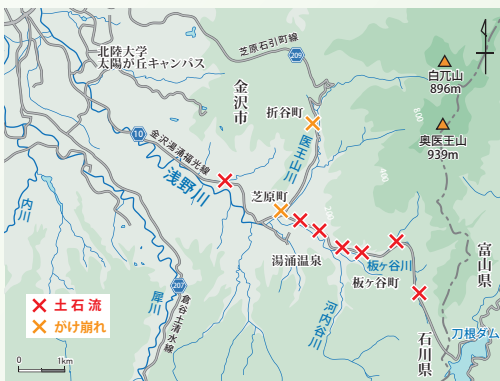 北陸大学
太陽が丘キャンパス
芝原石引町線
209
白兀山
896m
金沢市
折谷町
奥医王山
939m
10
金沢湯涌福光線
医王山川
浅野川
芝原町
内川
湯涌温泉
板ヶ谷川
板ヶ谷町
富山県
207
犀川
倉谷土清水線
河内谷川
石川県
刀根ダム
土石流
がけ崩れ
0 1km
600
400
200